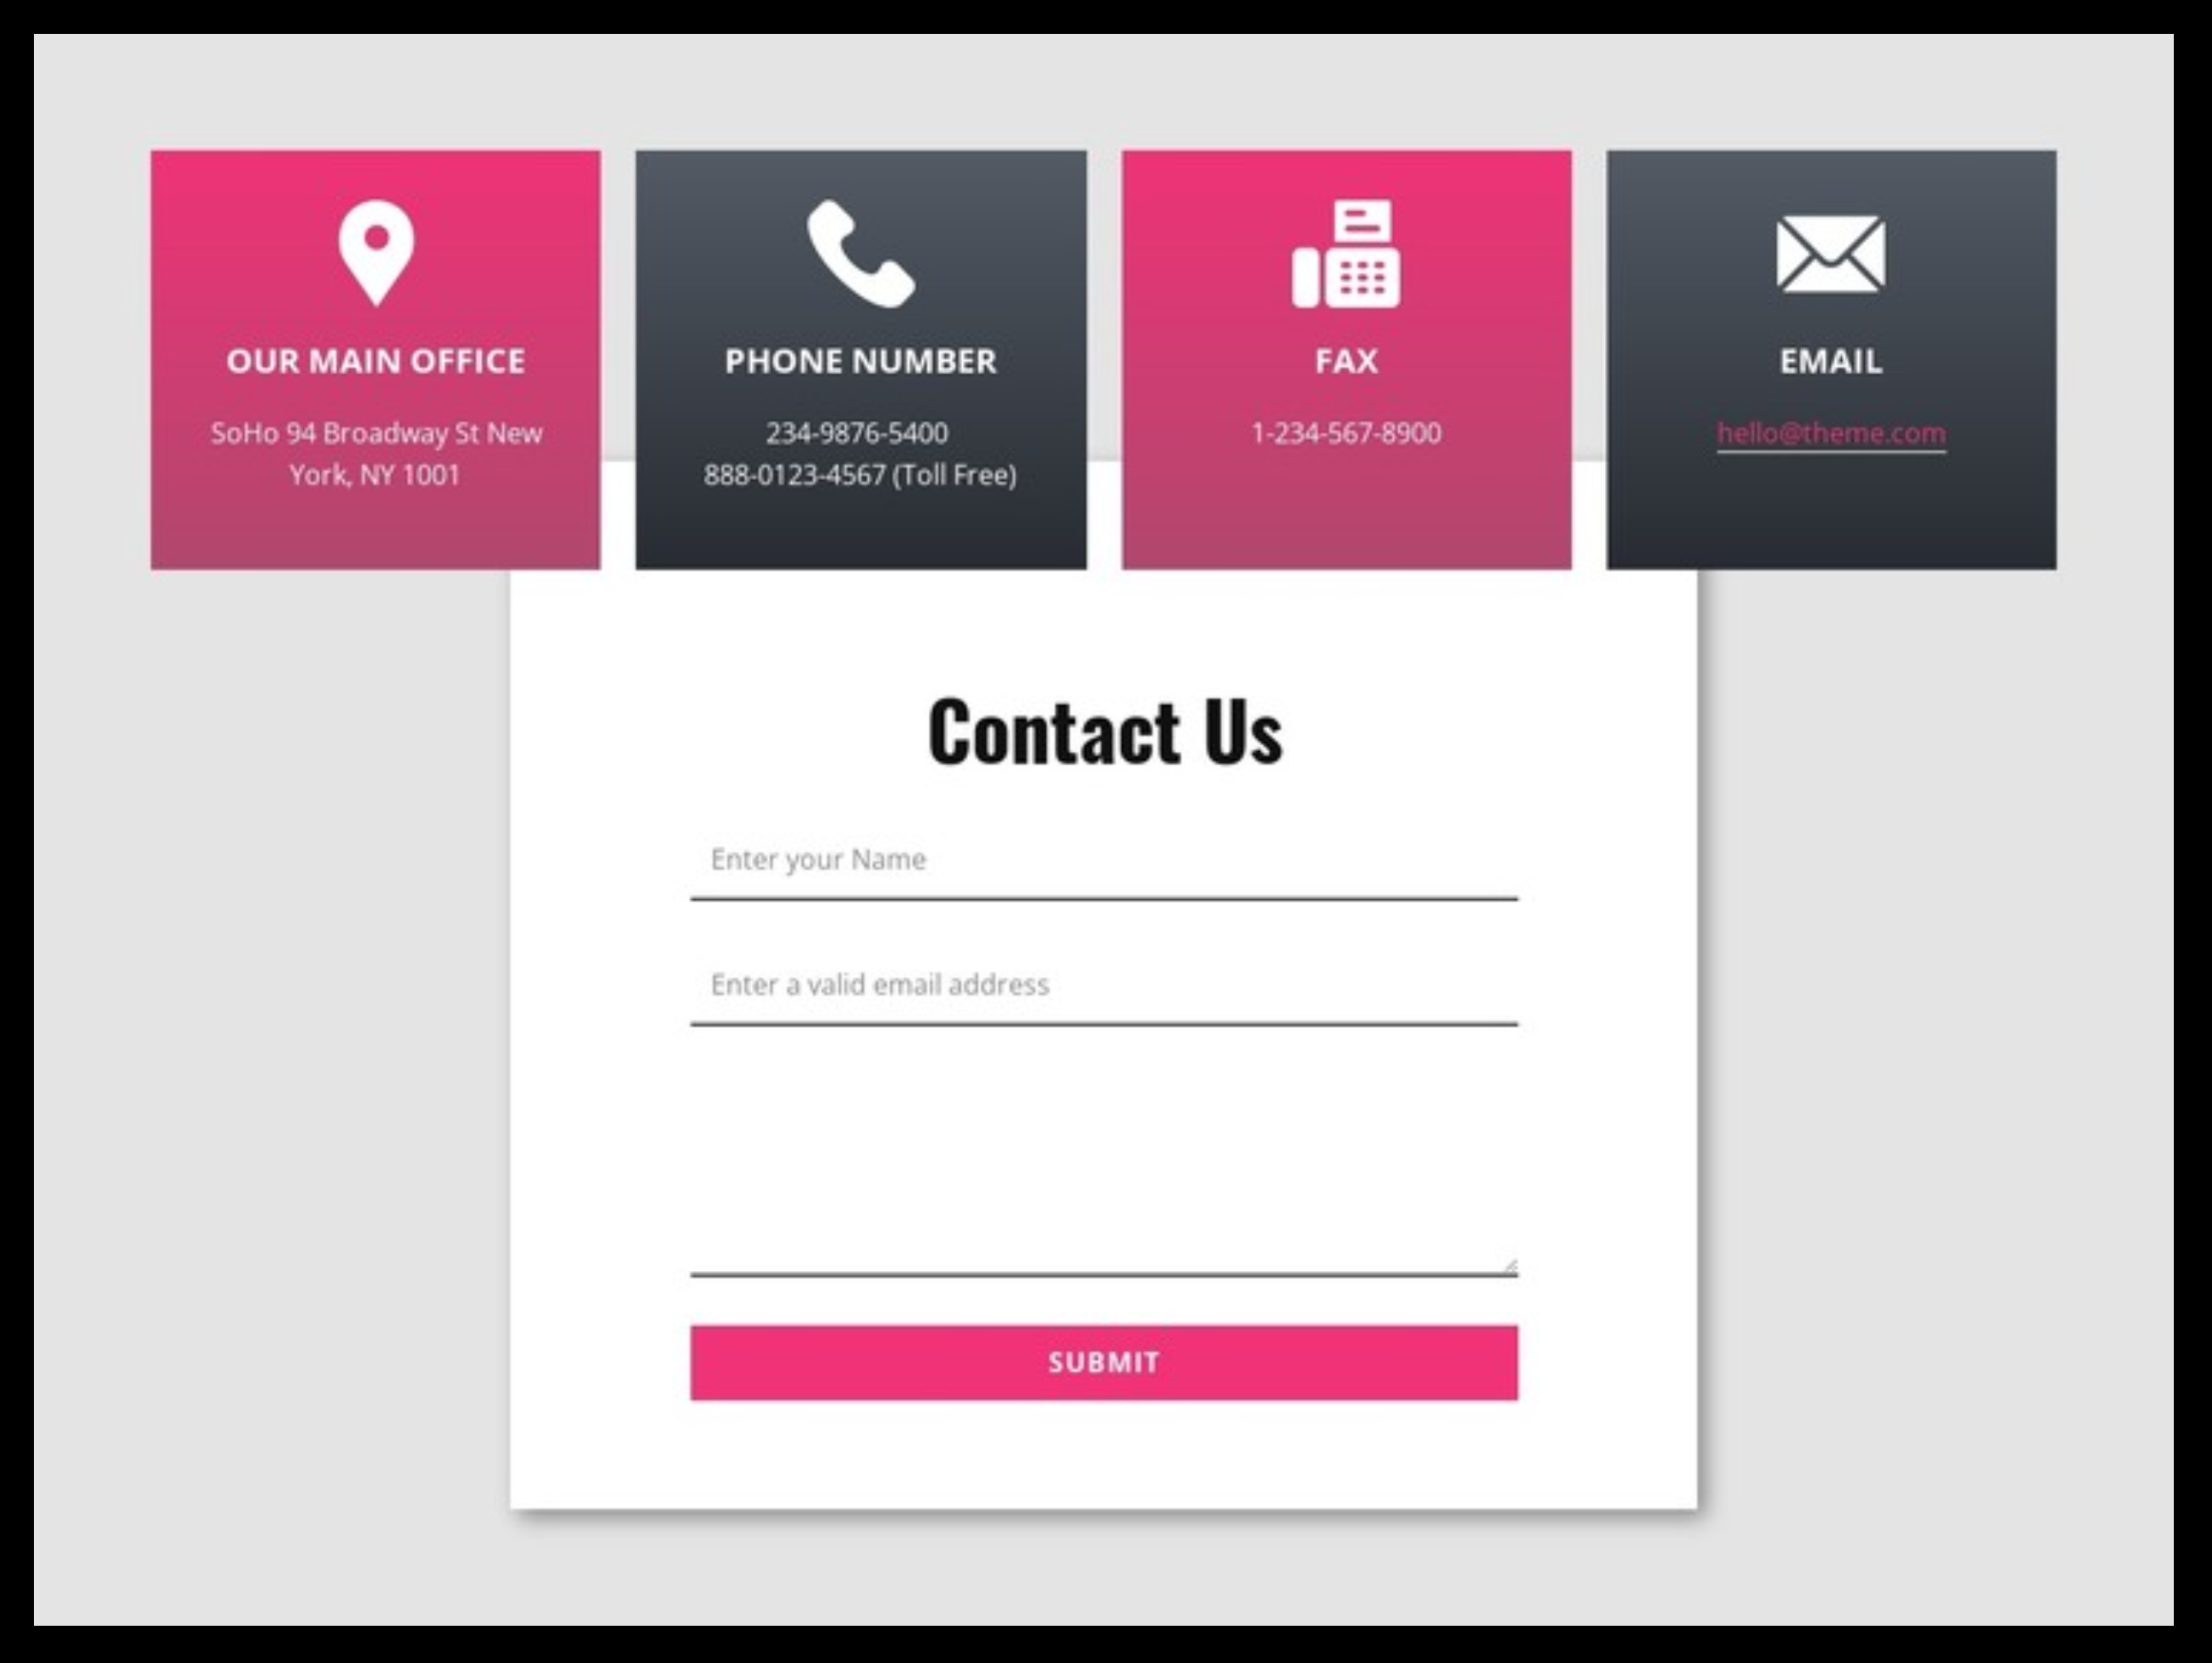 OUR MAIN OFFICE
SoHo 94 Broadway St New
York, NY 1001
PHONE NUMBER
234-9876-5400
888-0123-4567 (Toll Free)
FAX
1-234-567-8900
EMAIL
hello@theme.com
Contact Us
Enter your Name
Enter a valid email address
SUBMIT